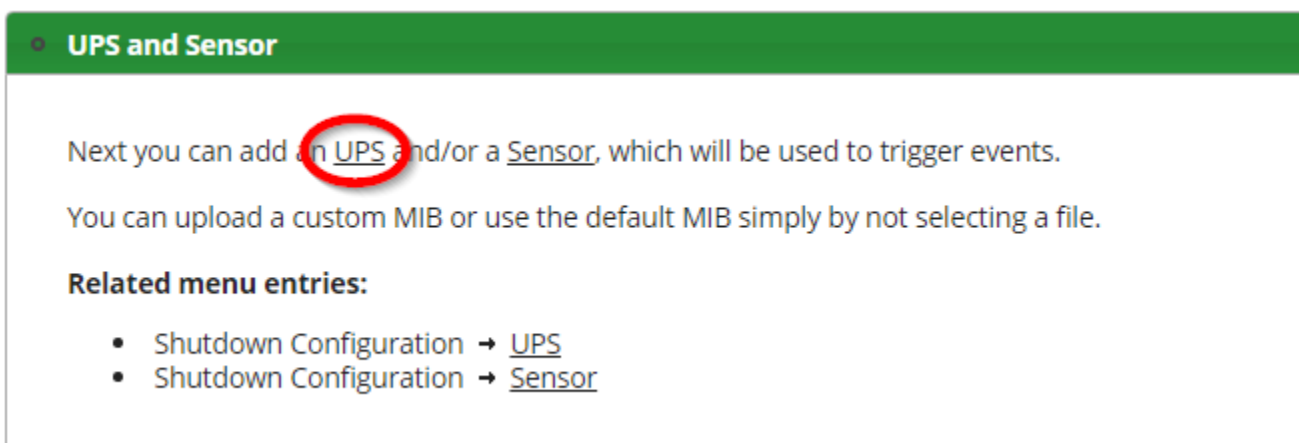 UPS and Sensor
Next you can add an UPS and/or a Sensor, which will be used to trigger events.
You can upload a custom MIB or use the default MIB simply by not selecting a file.
Related menu entries:
• Shutdown Configuration → UPS
• Shutdown Configuration → Sensor